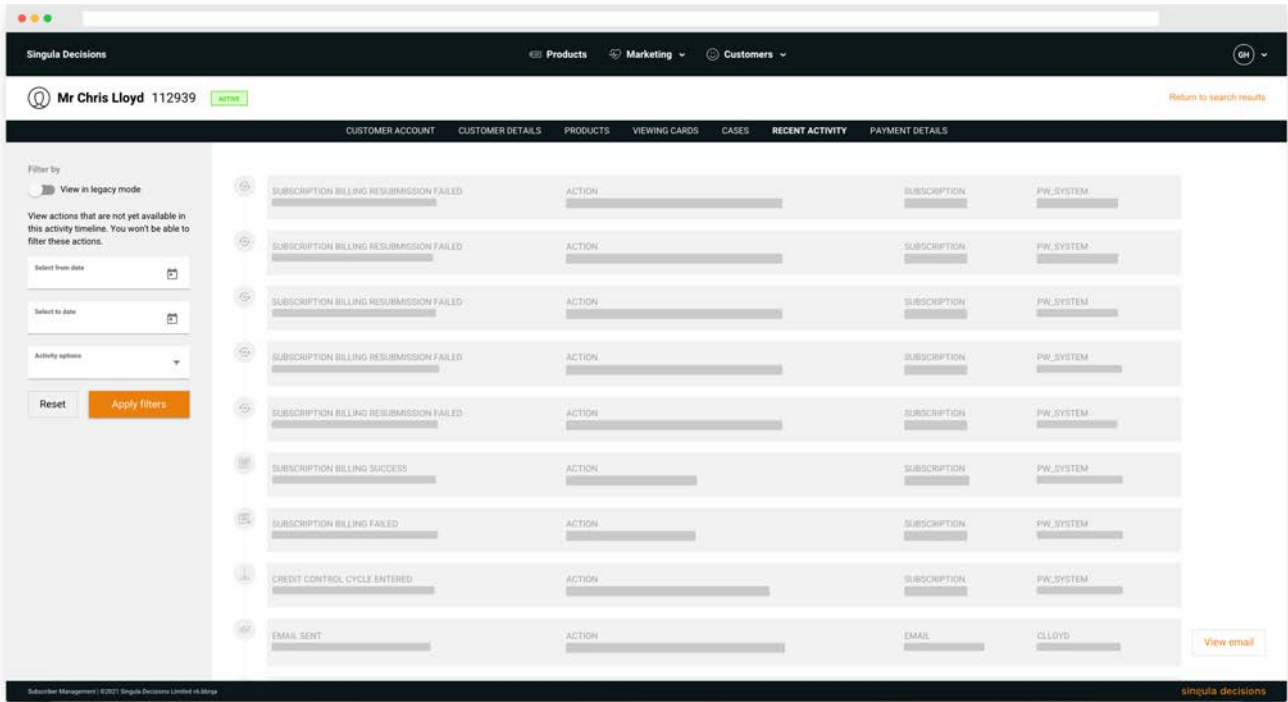 Singula Decisions
Products
Marketing
Customers
GH
Mr Chris Lloyd 112939
ACTIVE
Return to search results
CUSTOMER ACCOUNT
CUSTOMER DETAILS
PRODUCTS
VIEWING CARDS
CASES
RECENT ACTIVITY
PAYMENT DETAILS
Filter by
View in legacy mode
View actions that are not yet available in
this activity timeline. You won't be able to
filter these actions.
Select from date
Select to date
Activity options
Reset
Apply filters
SUBSCRIPTION BILLING RESUBMISSION FAILED ACTION SUBSCRIPTION PW_SYSTEM
SUBSCRIPTION BILLING RESUBMISSION FAILED ACTION SUBSCRIPTION PW_SYSTEM
SUBSCRIPTION BILLING RESUBMISSION FAILED ACTION SUBSCRIPTION PW_SYSTEM
SUBSCRIPTION BILLING RESUBMISSION FAILED ACTION SUBSCRIPTION PW_SYSTEM
SUBSCRIPTION BILLING RESUBMISSION FAILED ACTION SUBSCRIPTION PW_SYSTEM
SUBSCRIPTION BILLING SUCCESS ACTION SUBSCRIPTION PW_SYSTEM
SUBSCRIPTION BILLING FAILED ACTION SUBSCRIPTION PW_SYSTEM
CREDIT CONTROL CYCLE ENTERED ACTION SUBSCRIPTION PW_SYSTEM
EMAIL SENT ACTION EMAIL CLLOYD
View email
Subscriber Management | ©2021 Singula Decisions Limited
singula decisions